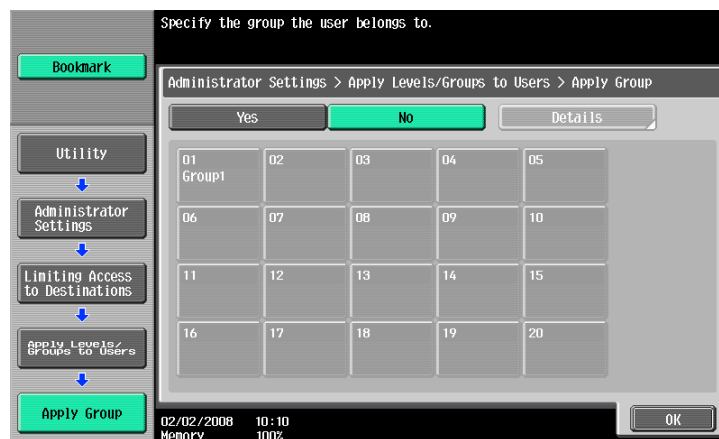 Specify the group the user belongs to.
Bookmark
Administrator Settings > Apply Levels/Groups to Users > Apply Group
Yes
No
Details
Utility
Administrator
Settings
Limiting Access
to Destinations
Apply Levels/
Groups to Users
Apply Group
01
Group1
02
03
04
05
06
07
08
09
10
11
12
13
14
15
16
17
18
19
20
02/02/2008 10:10
Memory 100%
OK